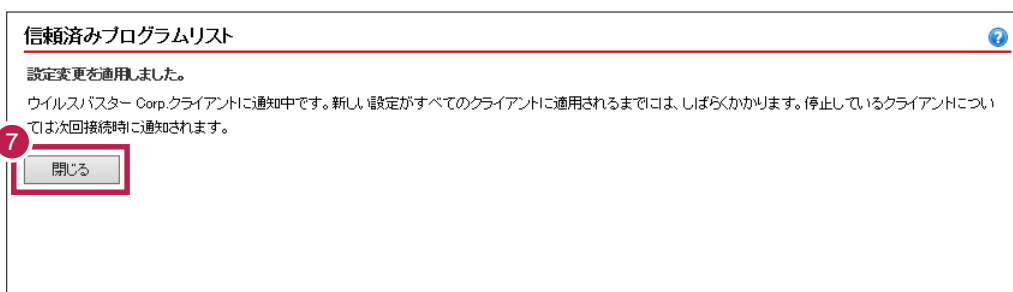 信頼済みプログラムリスト
?
設定変更を適用しました。
ウイルスバスター Corp.クライアントに通知中です。新しい設定がすべてのクライアントに適用されるまでには、しばらくかかります。停止しているクライアントについ
ては次回接続時に通知されます。
7
閉じる